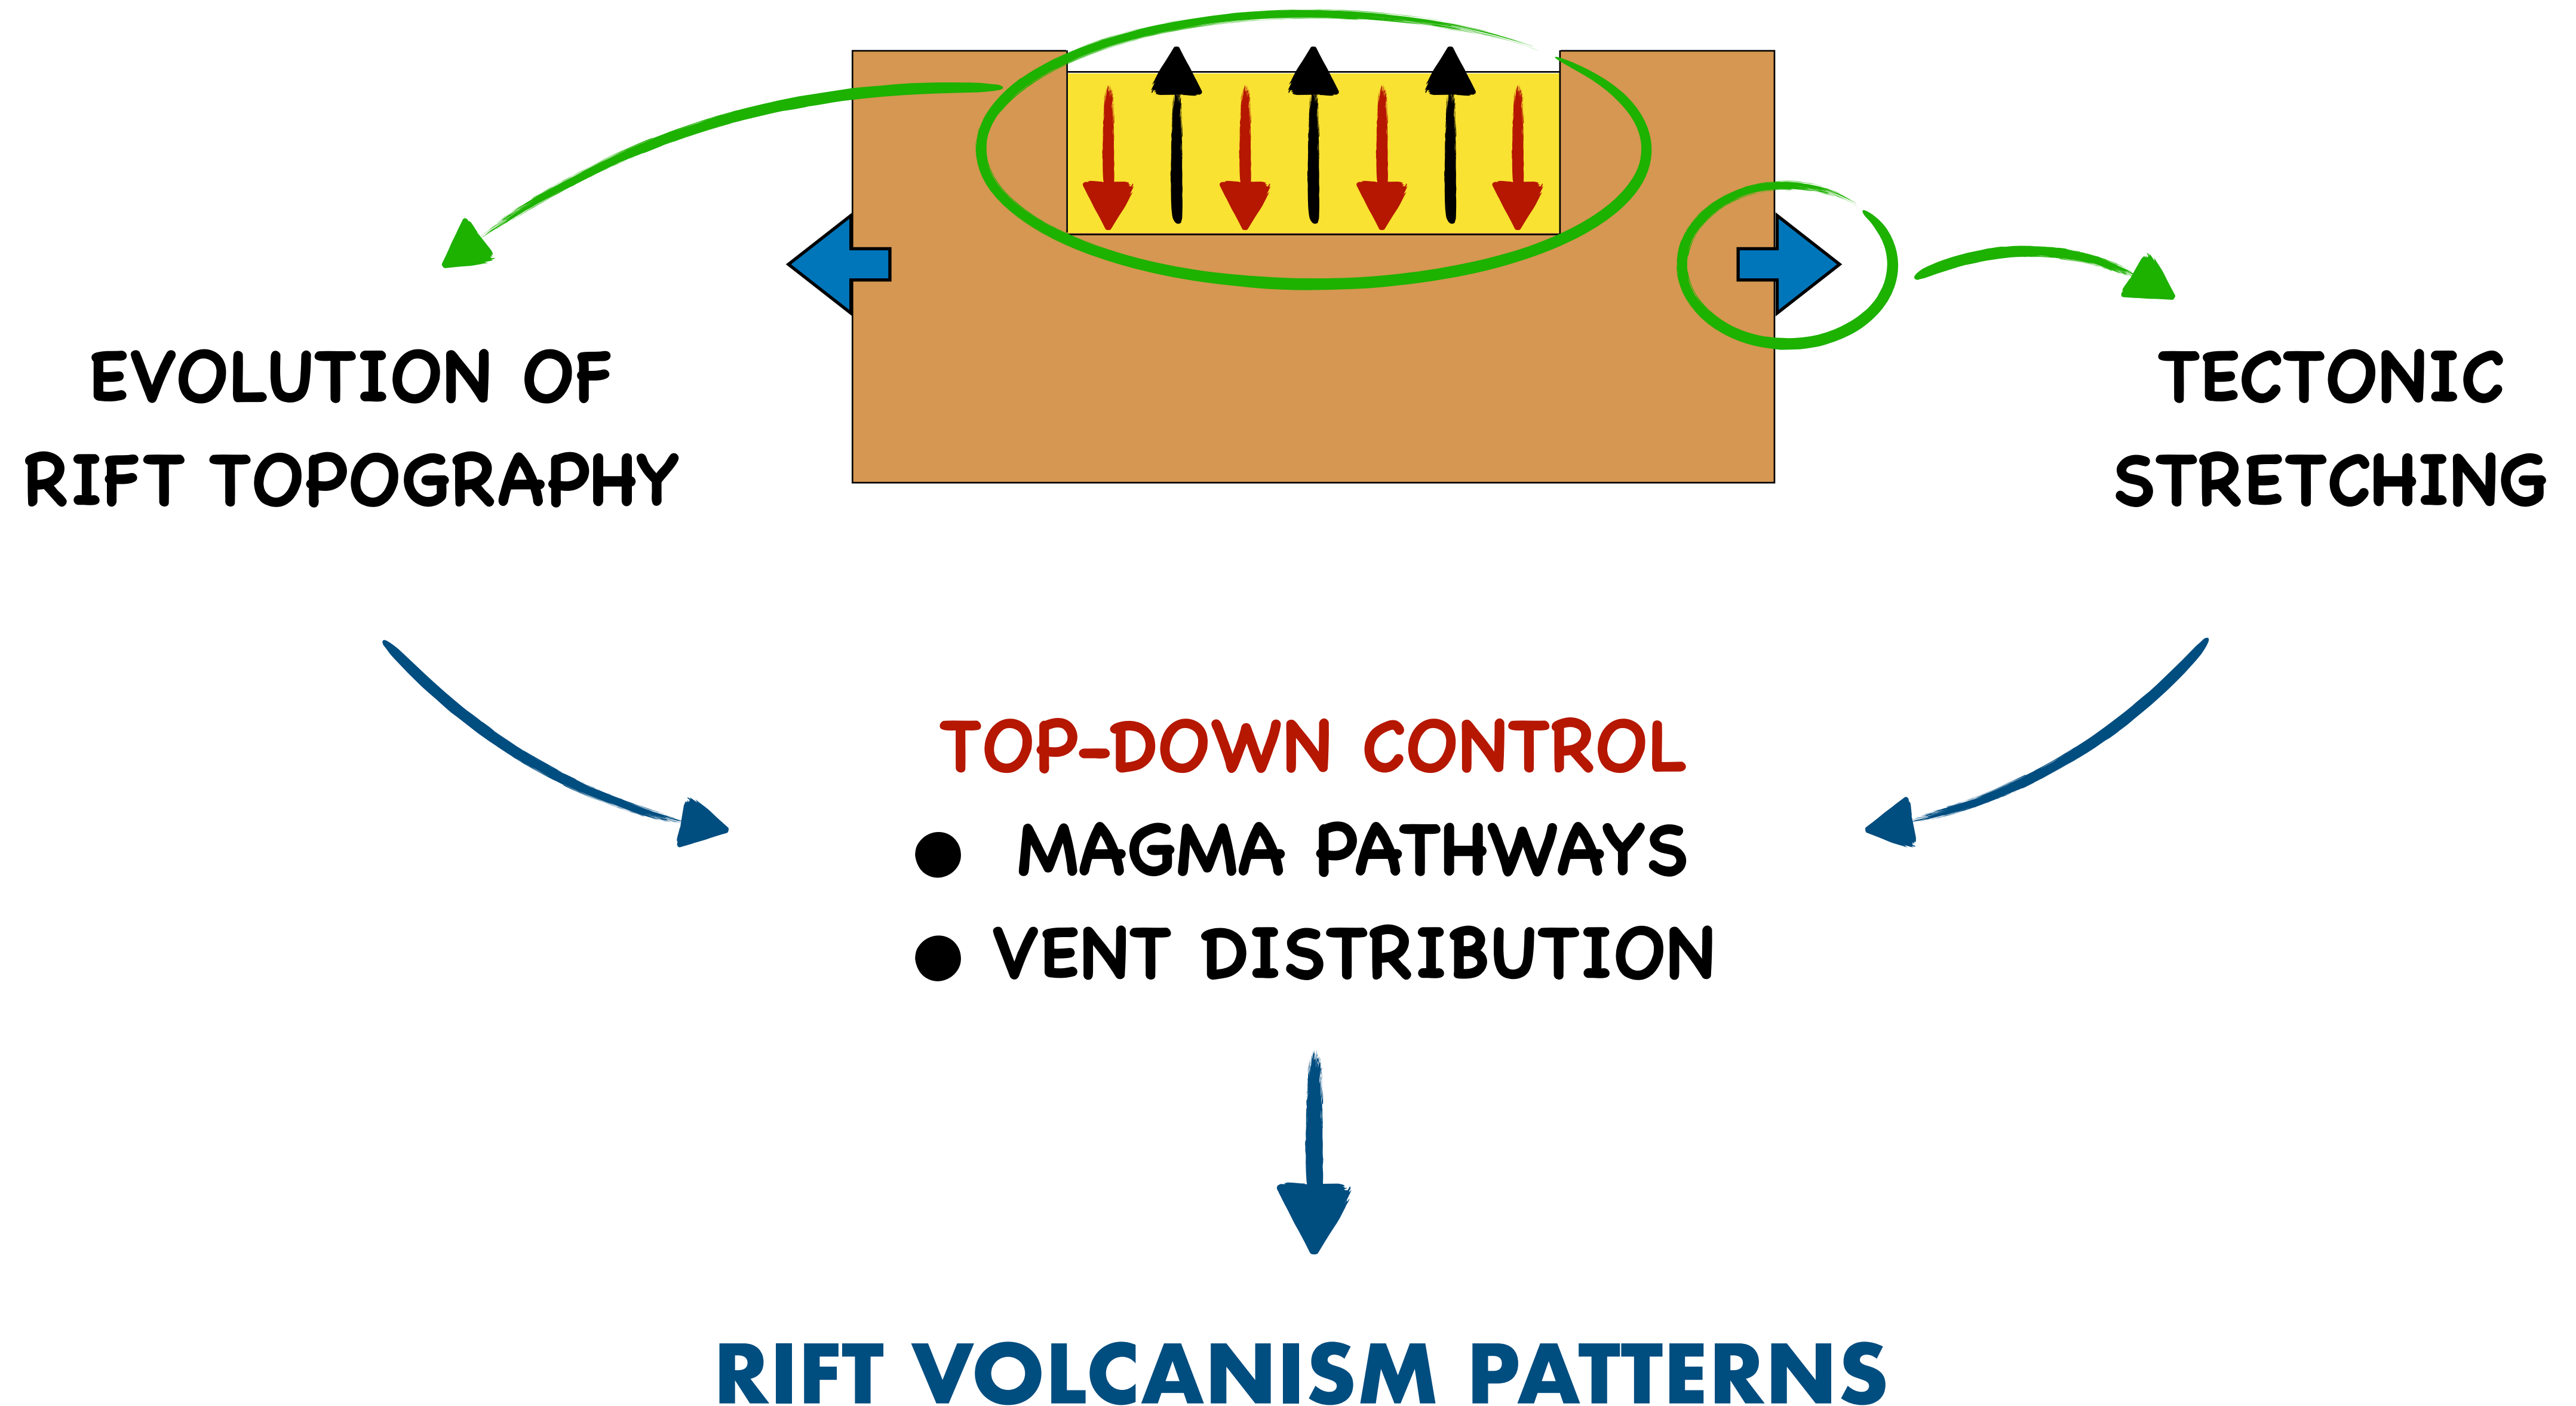 EVOLUTION OF
RIFT TOPOGRAPHY
TECTONIC
STRETCHING
TOP-DOWN CONTROL
● MAGMA PATHWAYS
● VENT DISTRIBUTION
RIFT VOLCANISM PATTERNS